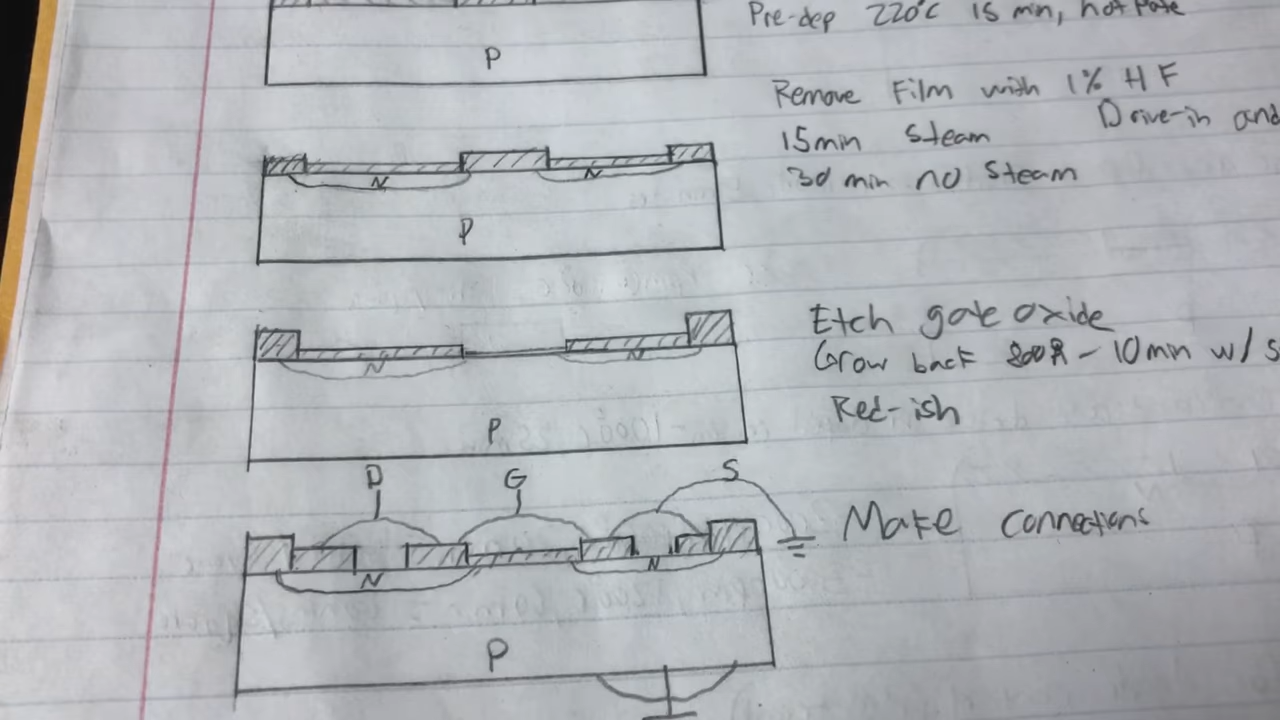 Pre-dep 220°C 15 min, hot Pate
P
Remove Film with 1% HF
15min Steam Drive-in and
30 min no Steam
N N
P
Etch gate oxide
Grow back 800Å - 10min w/ S
Red-ish
N N
P
D G S
Make connections
N N
P